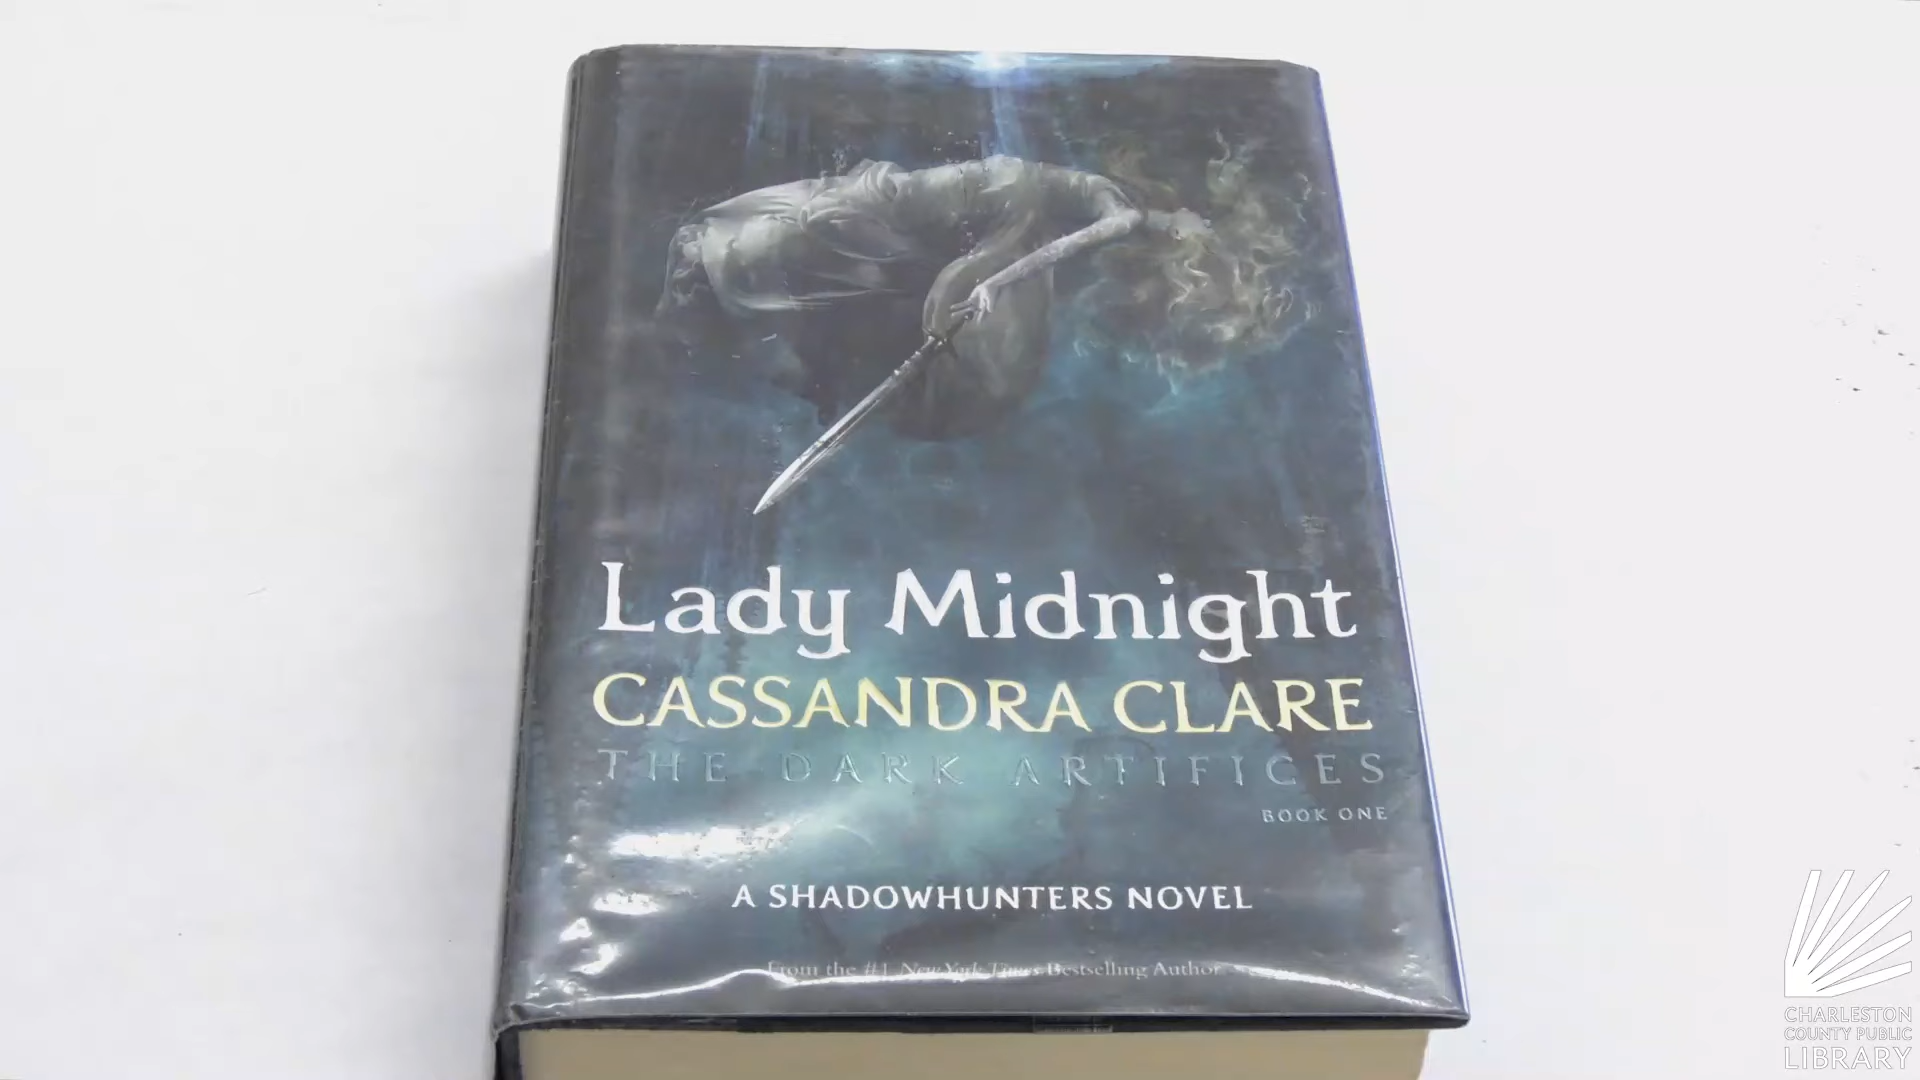 Lady Midnight
CASSANDRA CLARE
THE DARK ARTIFICES
BOOK ONE
A SHADOWHUNTERS NOVEL
From the #1 New York Times Bestselling Author
CHARLESTON
COUNTY PUBLIC
LIBRARY